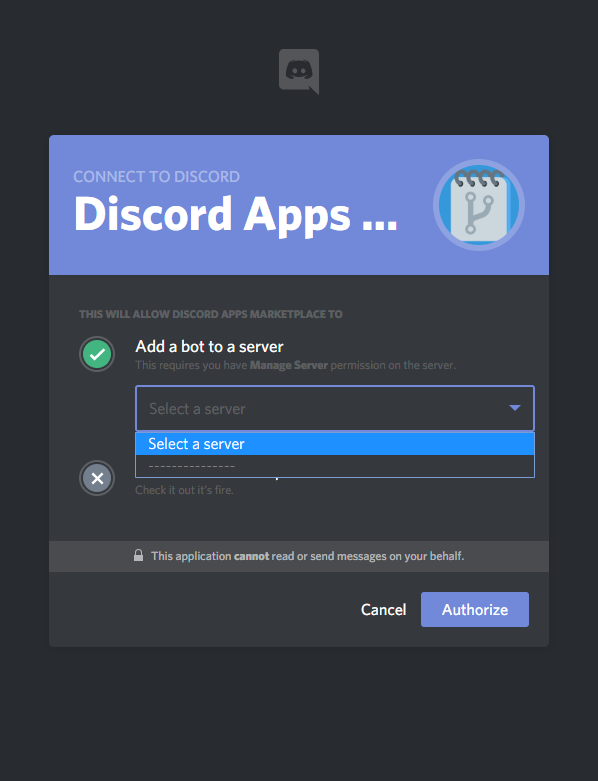 CONNECT TO DISCORD
Discord Apps ...
THIS WILL ALLOW DISCORD APPS MARKETPLACE TO
Add a bot to a server
This requires you have Manage Server permission on the server.
Select a server
Select a server
---------------
Check it out it's fire.
This application cannot read or send messages on your behalf.
Cancel
Authorize